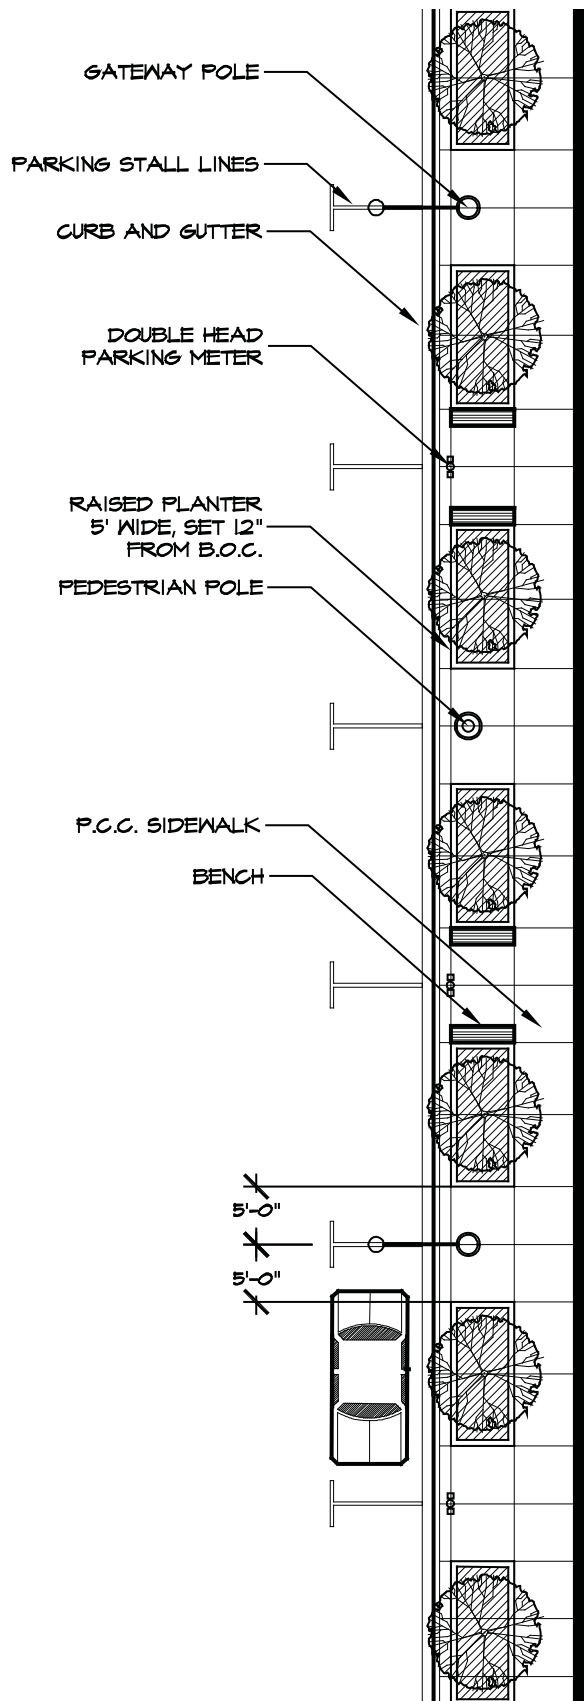 GATEWAY POLE
PARKING STALL LINES
CURB AND GUTTER
DOUBLE HEAD
PARKING METER
RAISED PLANTER
5' WIDE, SET 12"
FROM B.O.C.
PEDESTRIAN POLE
P.C.C. SIDEWALK
BENCH
5'-0"
5'-0"